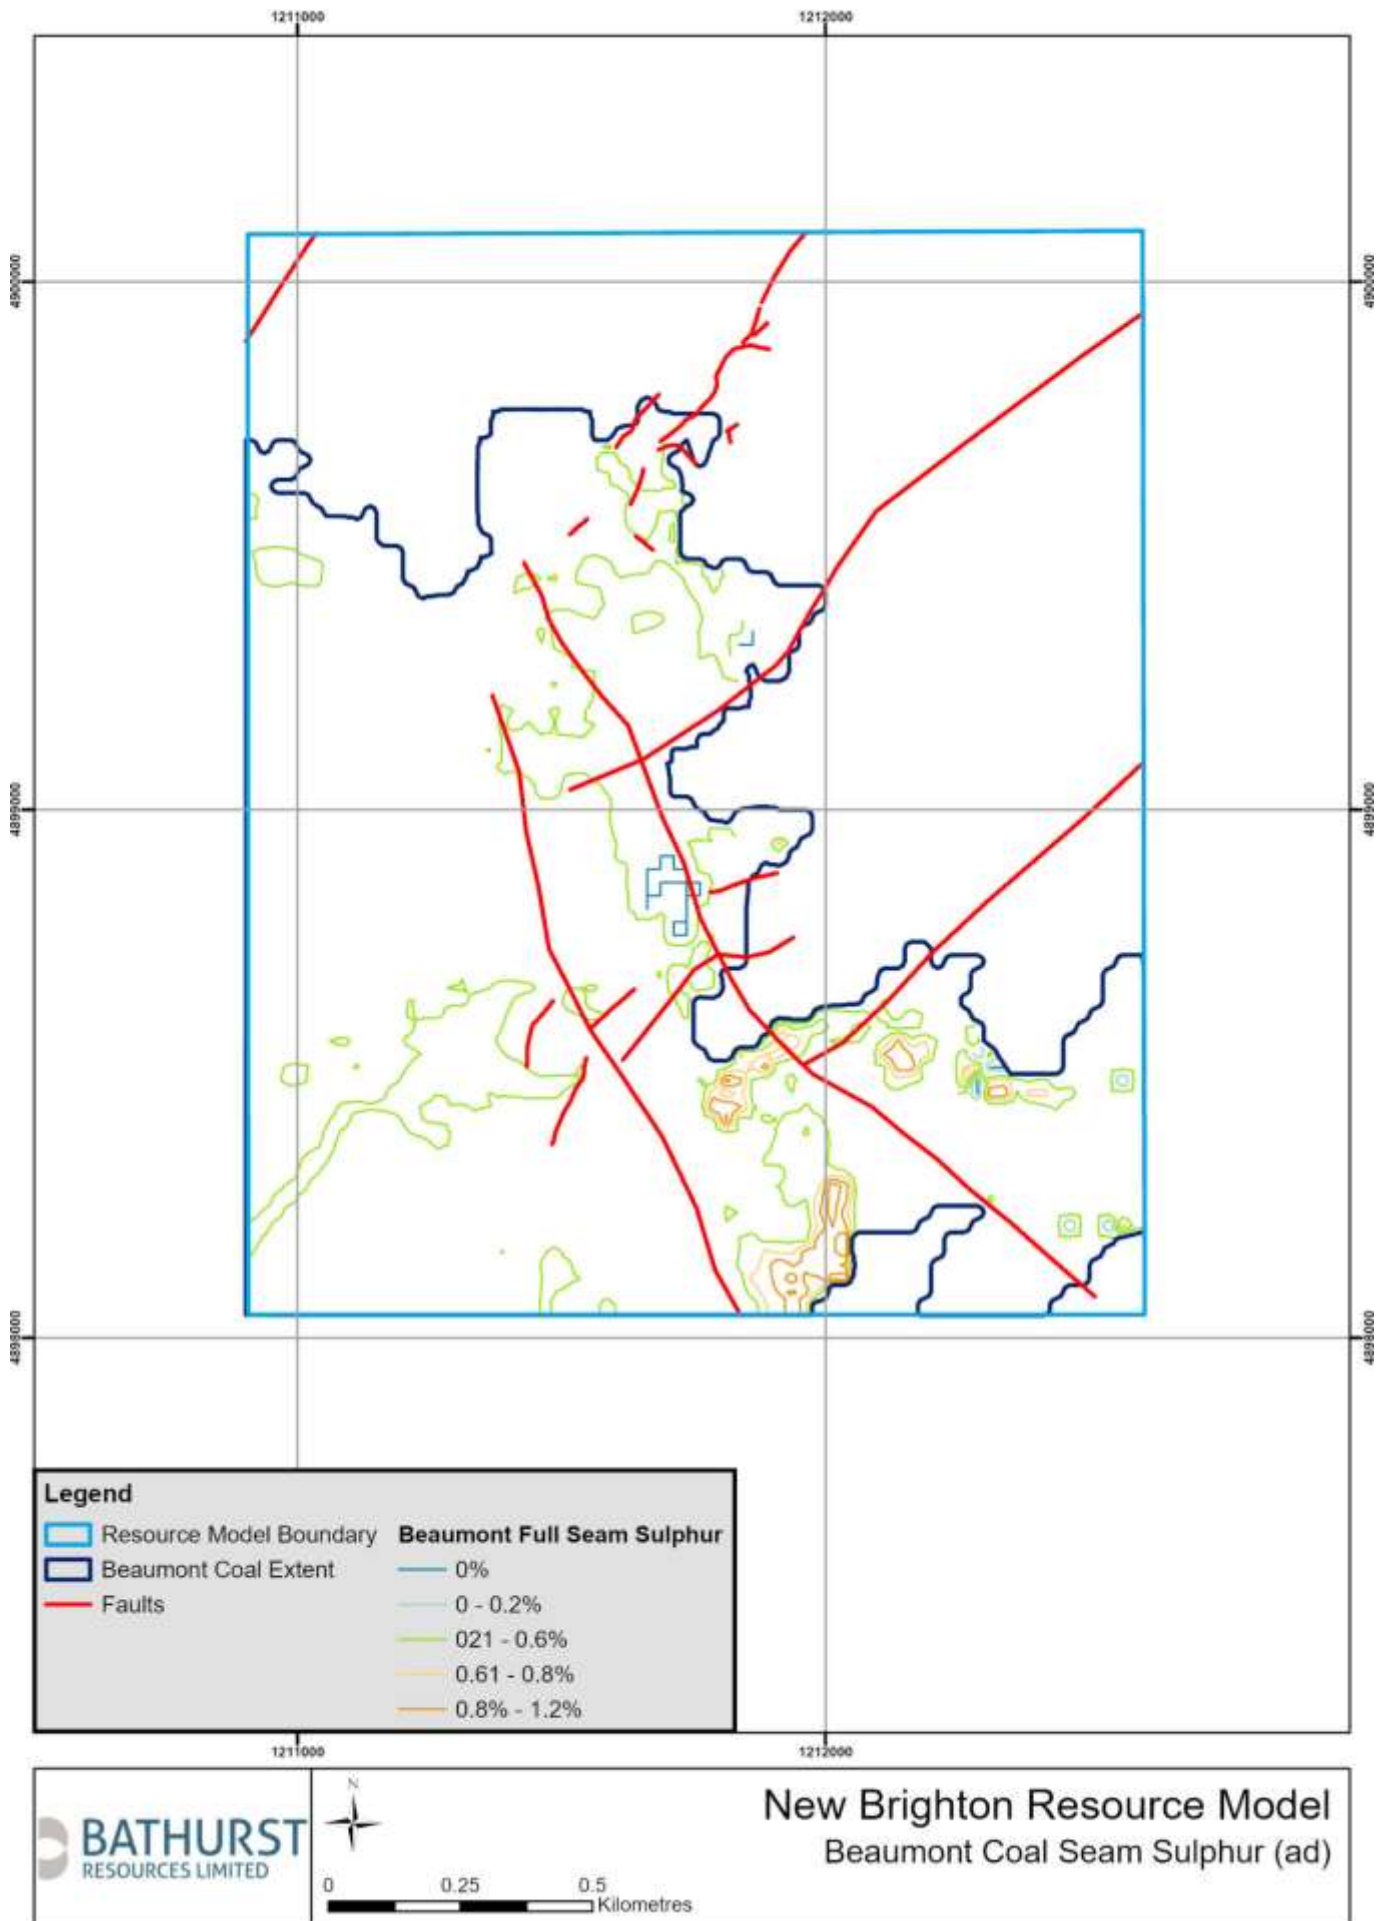 1211000
1212000
4900000
4900000
4899000
4899000
4898000
4898000
Legend
Resource Model Boundary
Beaumont Coal Extent
Faults
Beaumont Full Seam Sulphur
0%
0 - 0.2%
021 - 0.6%
0.61 - 0.8%
0.8% - 1.2%
1211000
1212000
BATHURST
RESOURCES LIMITED
N
0
0.25
0.5
Kilometres
New Brighton Resource Model
Beaumont Coal Seam Sulphur (ad)